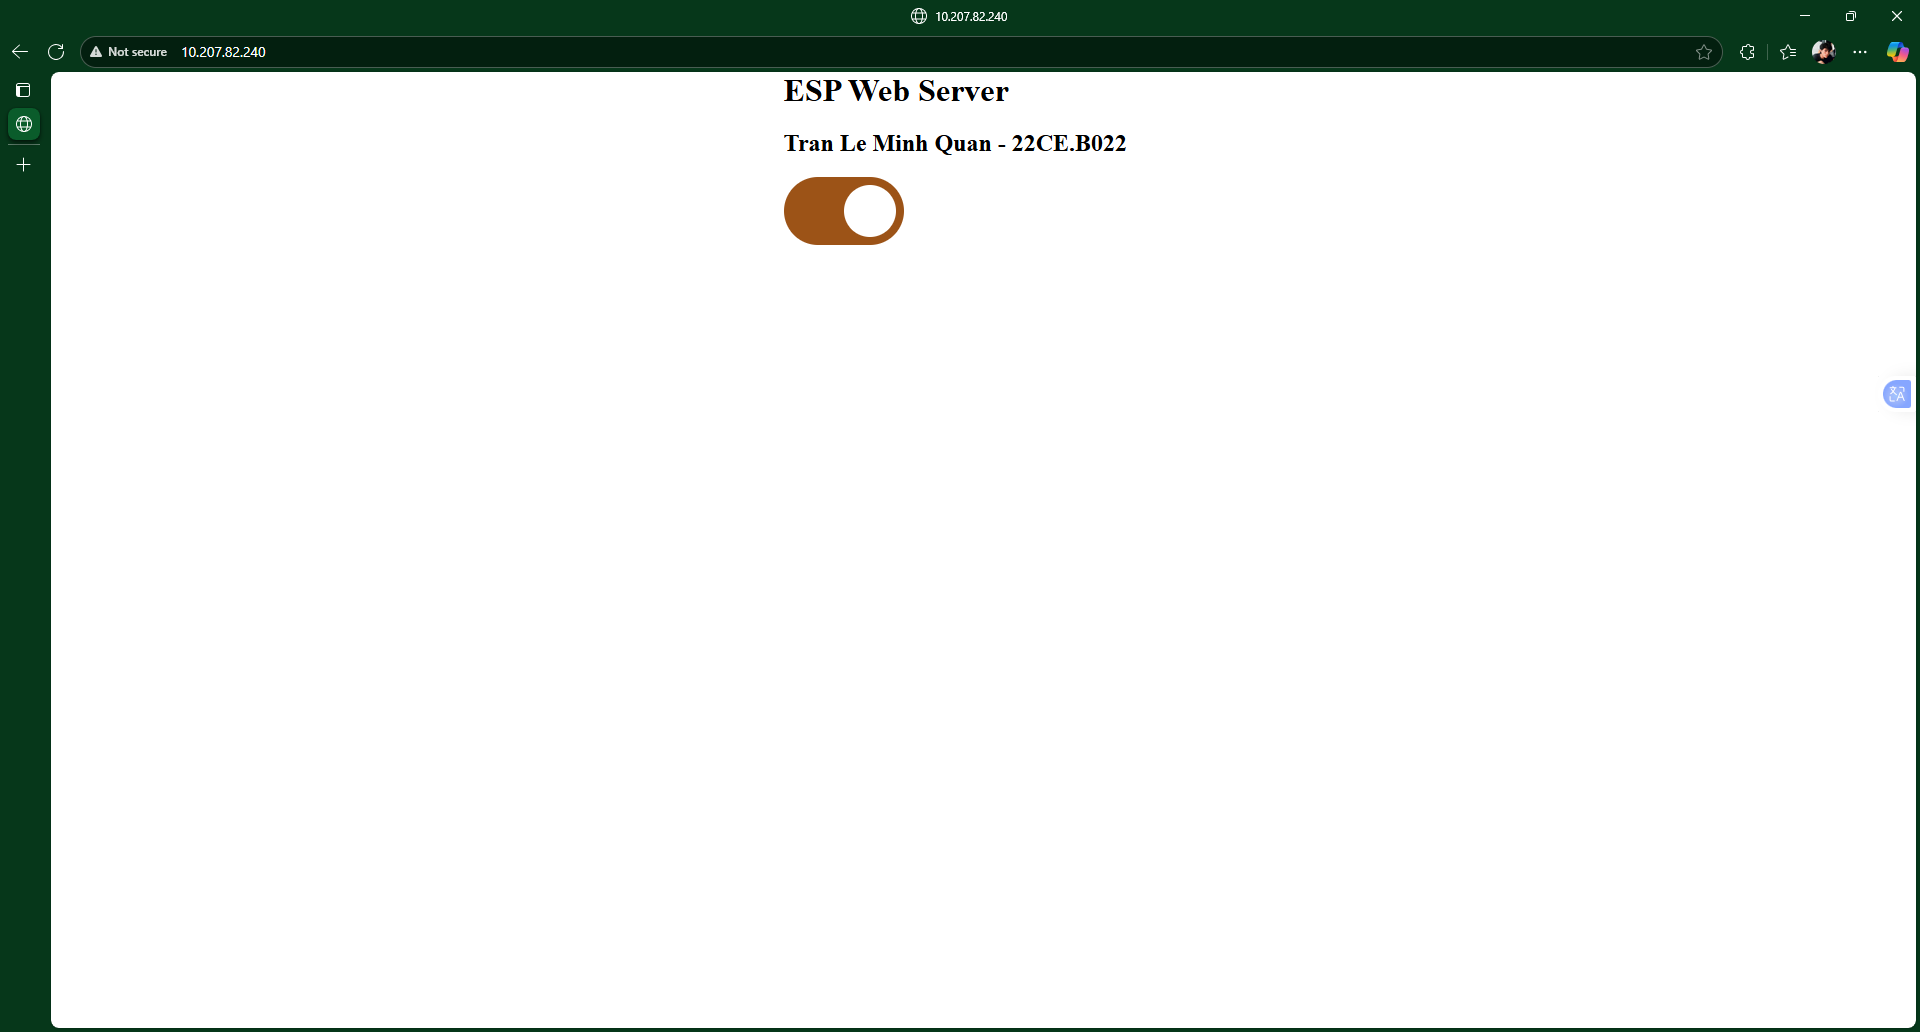 10.207.82.240
Not secure 10.207.82.240
ESP Web Server
Tran Le Minh Quan - 22CE.B022